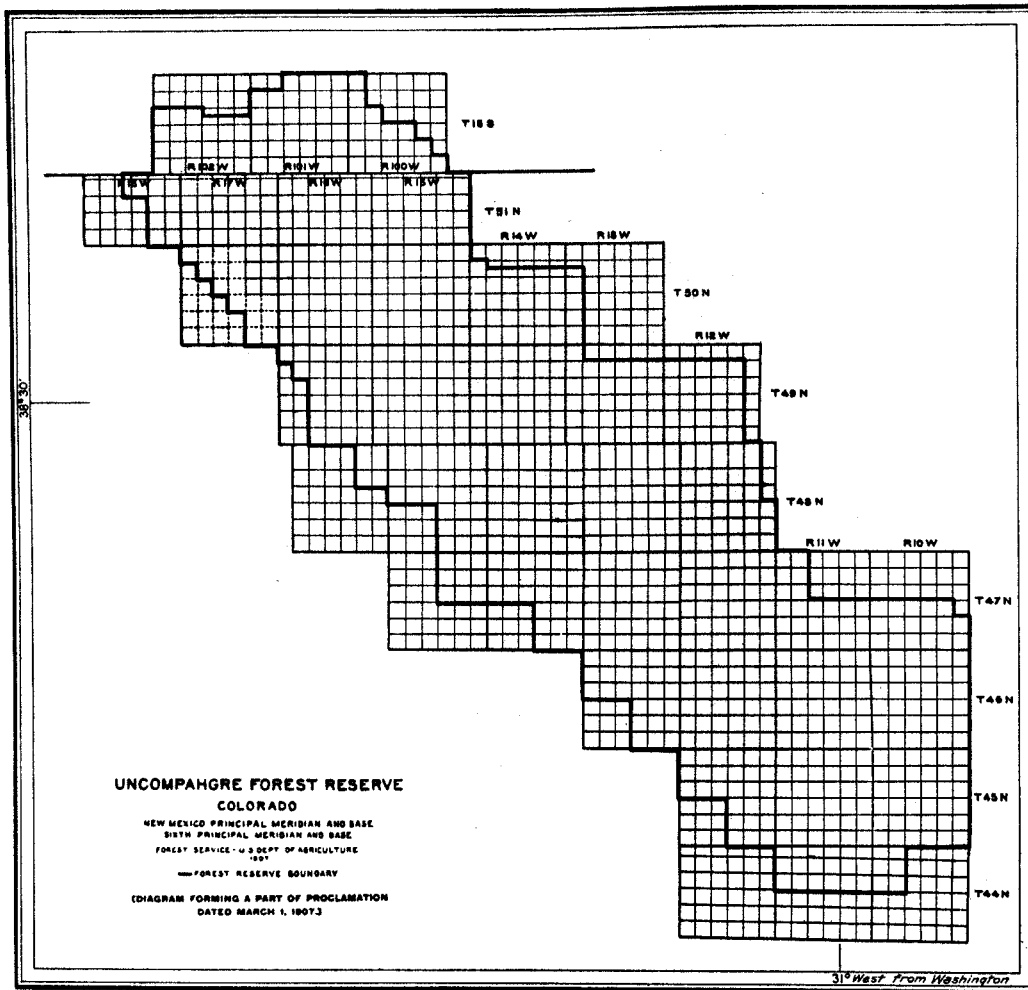 T15S
R102W R101W R100W
R18W R17W R16W R15W
T51N
R14W R13W
T50N
R12W
38°30'
T49N
T48N
R11W R10W
T47N
T46N
T45N
T44N
UNCOMPAHGRE FOREST RESERVE
COLORADO
NEW MEXICO PRINCIPAL MERIDIAN AND BASE
SIXTH PRINCIPAL MERIDIAN AND BASE
FOREST SERVICE - U S DEPT OF AGRICULTURE
1907
FOREST RESERVE BOUNDARY
[DIAGRAM FORMING A PART OF PROCLAMATION
DATED MARCH 1, 1907.]
31° West from Washington